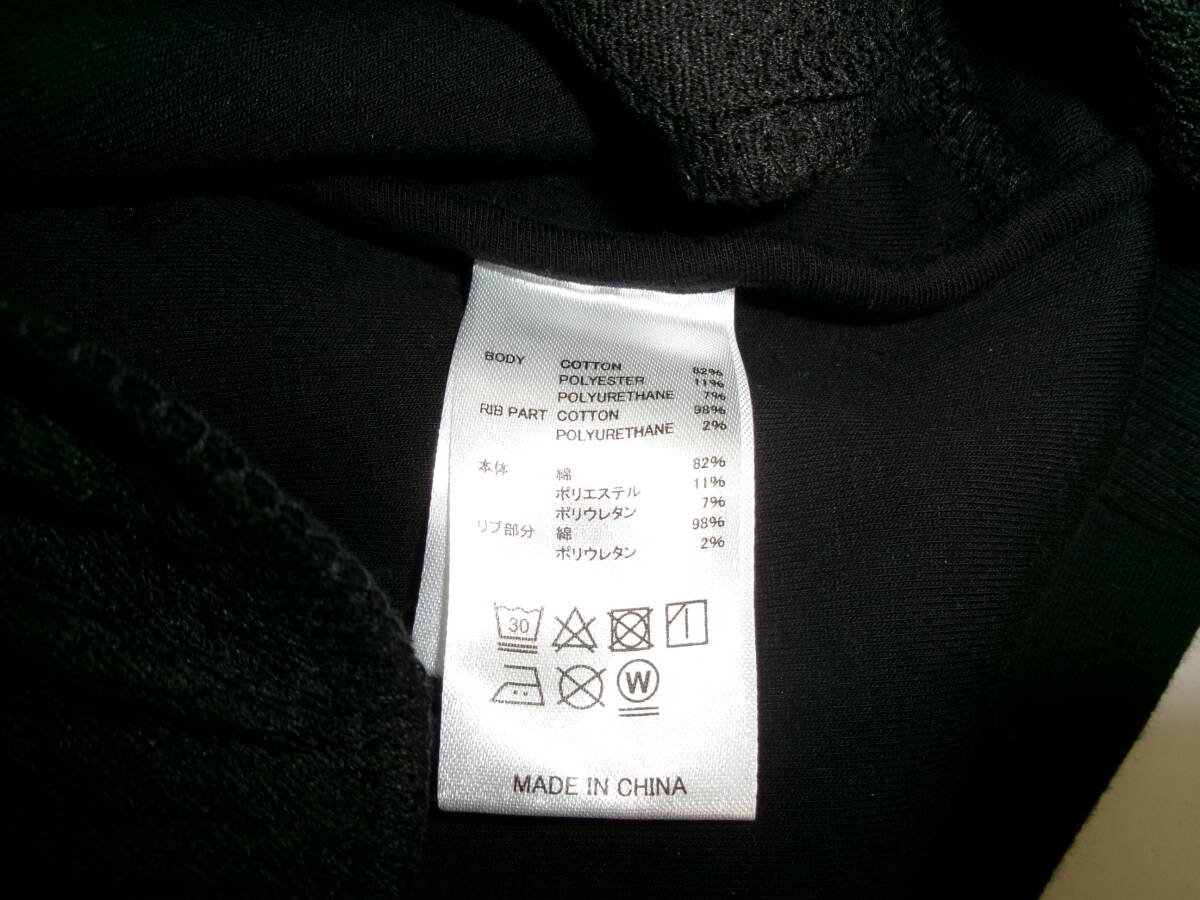 BODY COTTON 82%
POLYESTER 11%
POLYURETHANE 7%
RIB PART COTTON 98%
POLYURETHANE 2%
本体 綿 82%
ポリエステル 11%
ポリウレタン 7%
リブ部分 綿 98%
ポリウレタン 2%
30
W
MADE IN CHINA